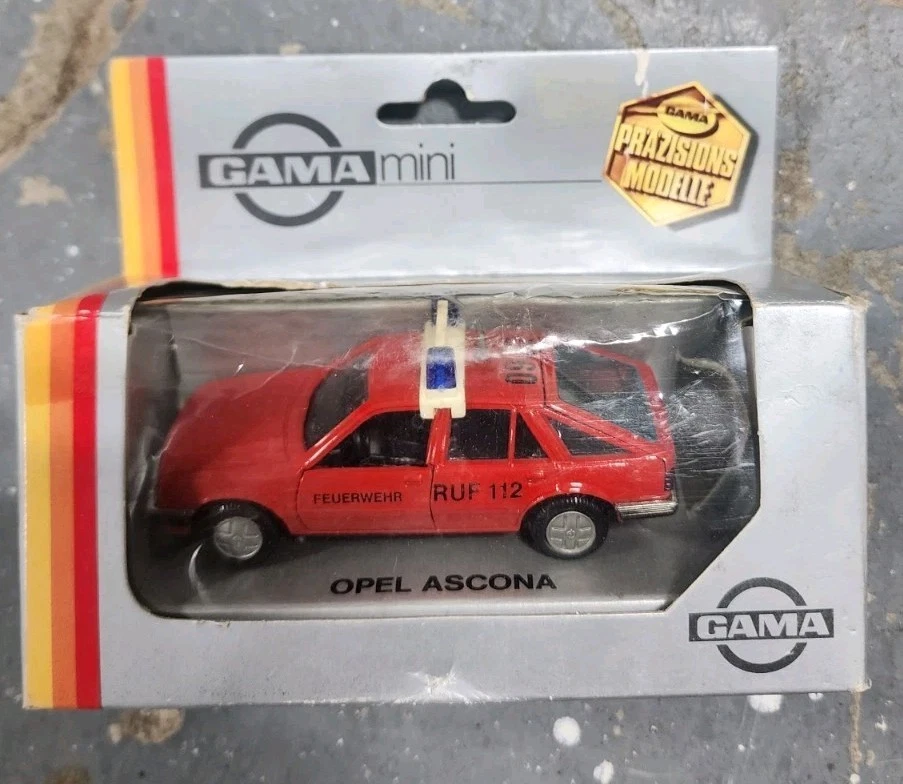 GAMA mini
GAMA
PRÄZISIONS
MODELLE
FEUERWEHR
RUF 112
OPEL ASCONA
GAMA